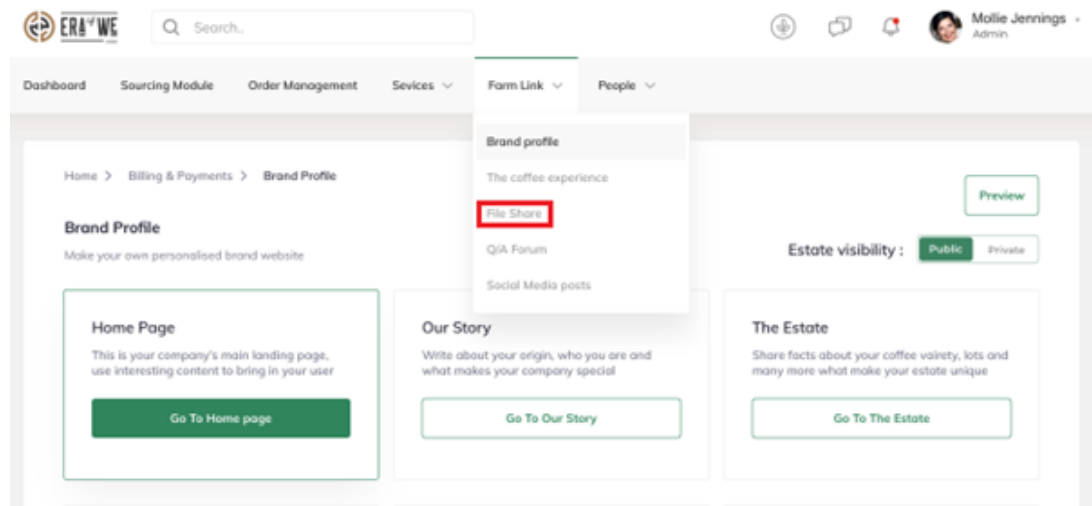 ERA OF WE
Search..
Mollie Jennings
Admin
Dashboard Sourcing Module Order Management Sevices Farm Link People
Brand profile
The coffee experience
File Share
Q/A Forum
Social Media posts
Home > Billing & Payments > Brand Profile
Preview
Brand Profile
Make your own personalised brand website
Estate visibility : Public Private
Home Page
This is your company's main landing page,
use interesting content to bring in your user
Go To Home page
Our Story
Write about your origin, who you are and
what makes your company special
Go To Our Story
The Estate
Share facts about your coffee vairety, lots and
many more what make your estate unique
Go To The Estate